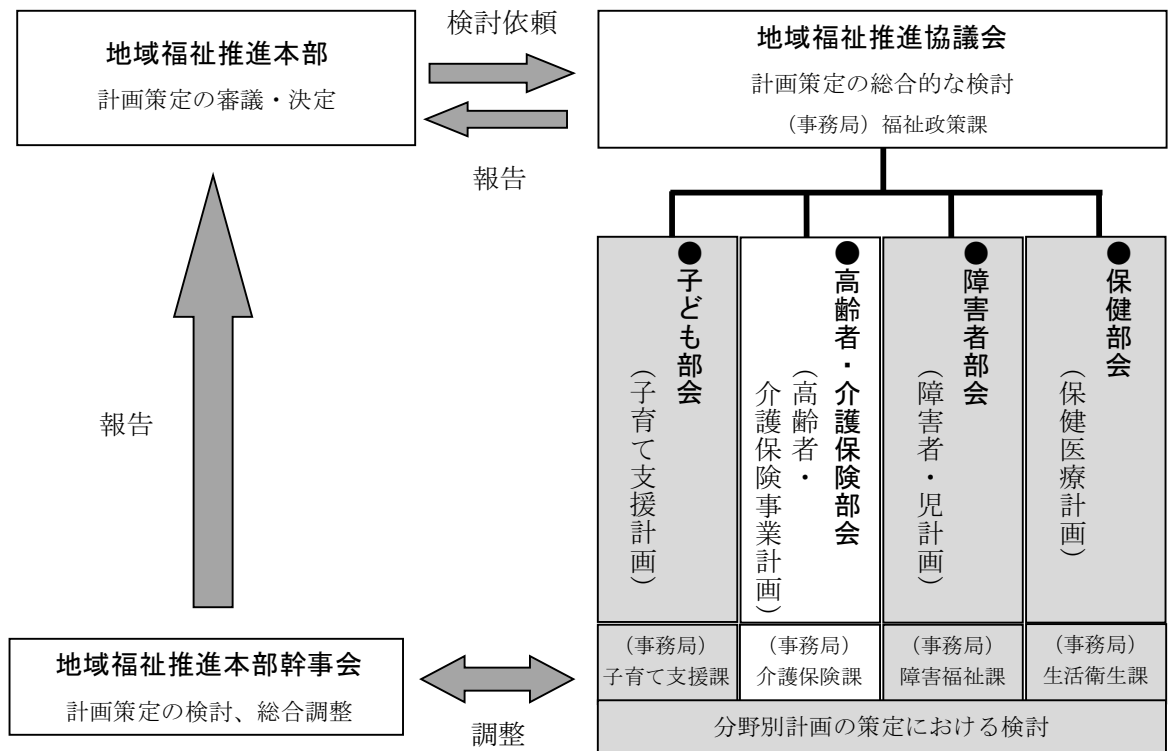 地域福祉推進本部
計画策定の審議・決定
検討依頼
報告
地域福祉推進協議会
計画策定の総合的な検討
（事務局）福祉政策課
●子ども部会
（子育て支援計画）
●高齢者・介護保険部会
（高齢者・
介護保険事業計画）
●障害者部会
（障害者・児計画）
●保健部会
（保健医療計画）
（事務局）
子育て支援課
（事務局）
介護保険課
（事務局）
障害福祉課
（事務局）
生活衛生課
分野別計画の策定における検討
報告
地域福祉推進本部幹事会
計画策定の検討、総合調整
調整